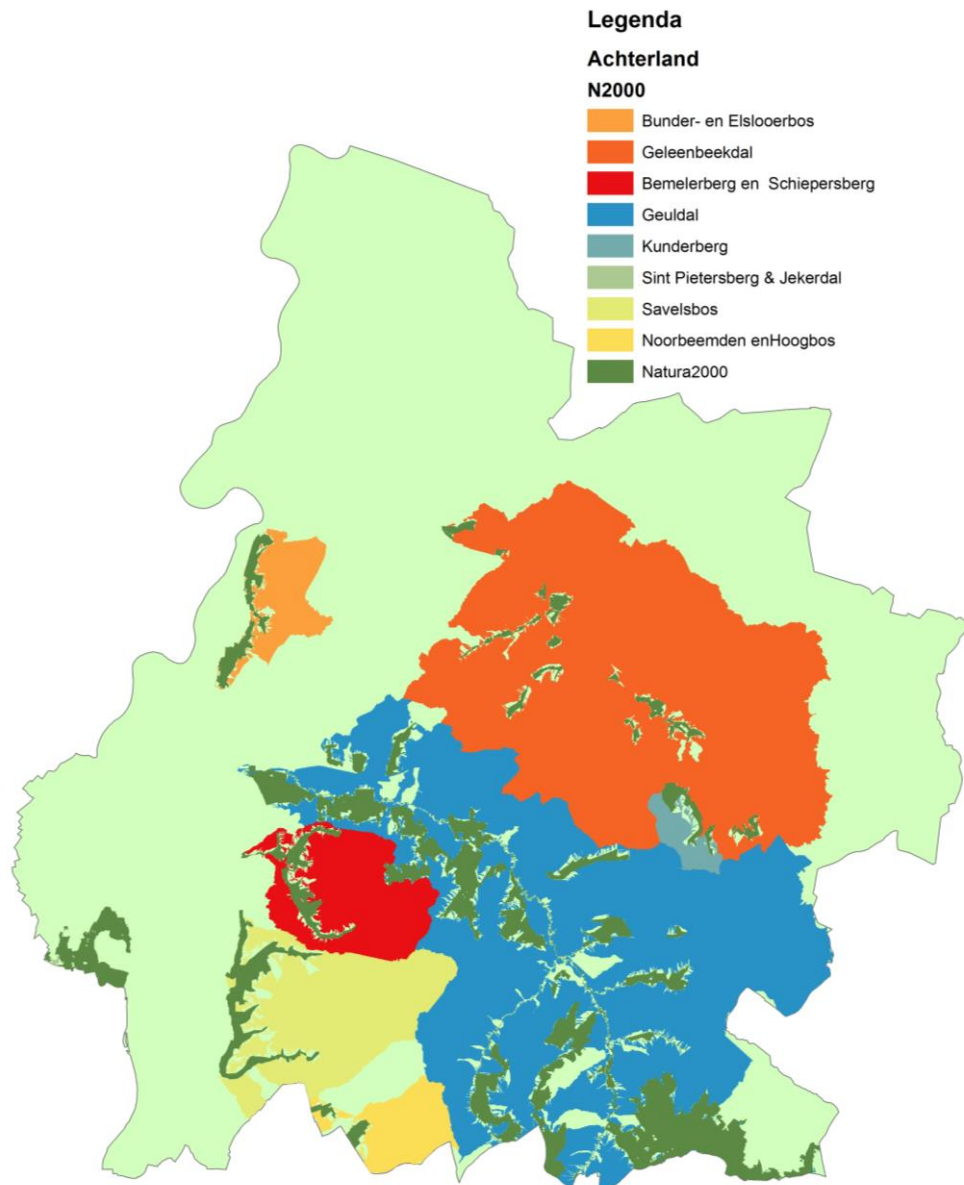 Legenda
Achterland
N2000
Bunder- en Elslooerbos
Geleenbeekdal
Bemelerberg en Schiepersberg
Geuldal
Kunderberg
Sint Pietersberg & Jekerdal
Savelsbos
Noorbeemden enHoogbos
Natura2000